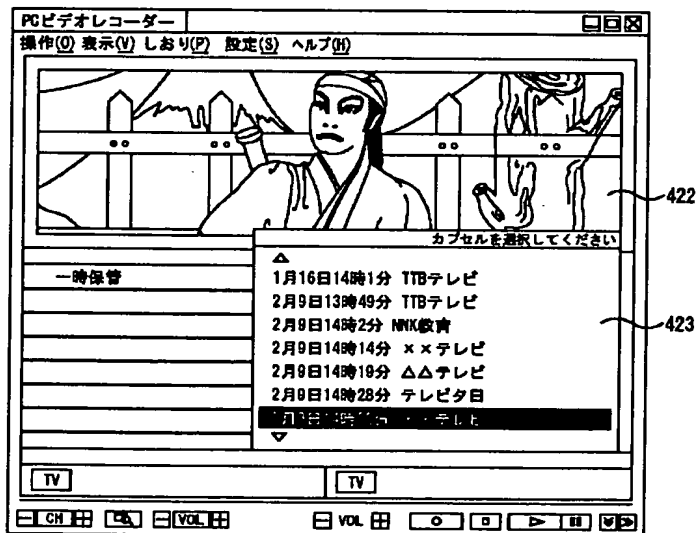 PCビデオレコーダー
操作(O) 表示(V) しおり(P) 設定(S) ヘルプ(H)
422
カプセルを選択してください
一時保管
1月16日14時1分 TTBテレビ
2月9日13時49分 TTBテレビ
2月9日14時2分 NNK教育
2月9日14時14分 ××テレビ
2月9日14時19分 △△テレビ
2月9日14時28分 テレビ夕日
423
TV
TV
CH
VOL
VOL